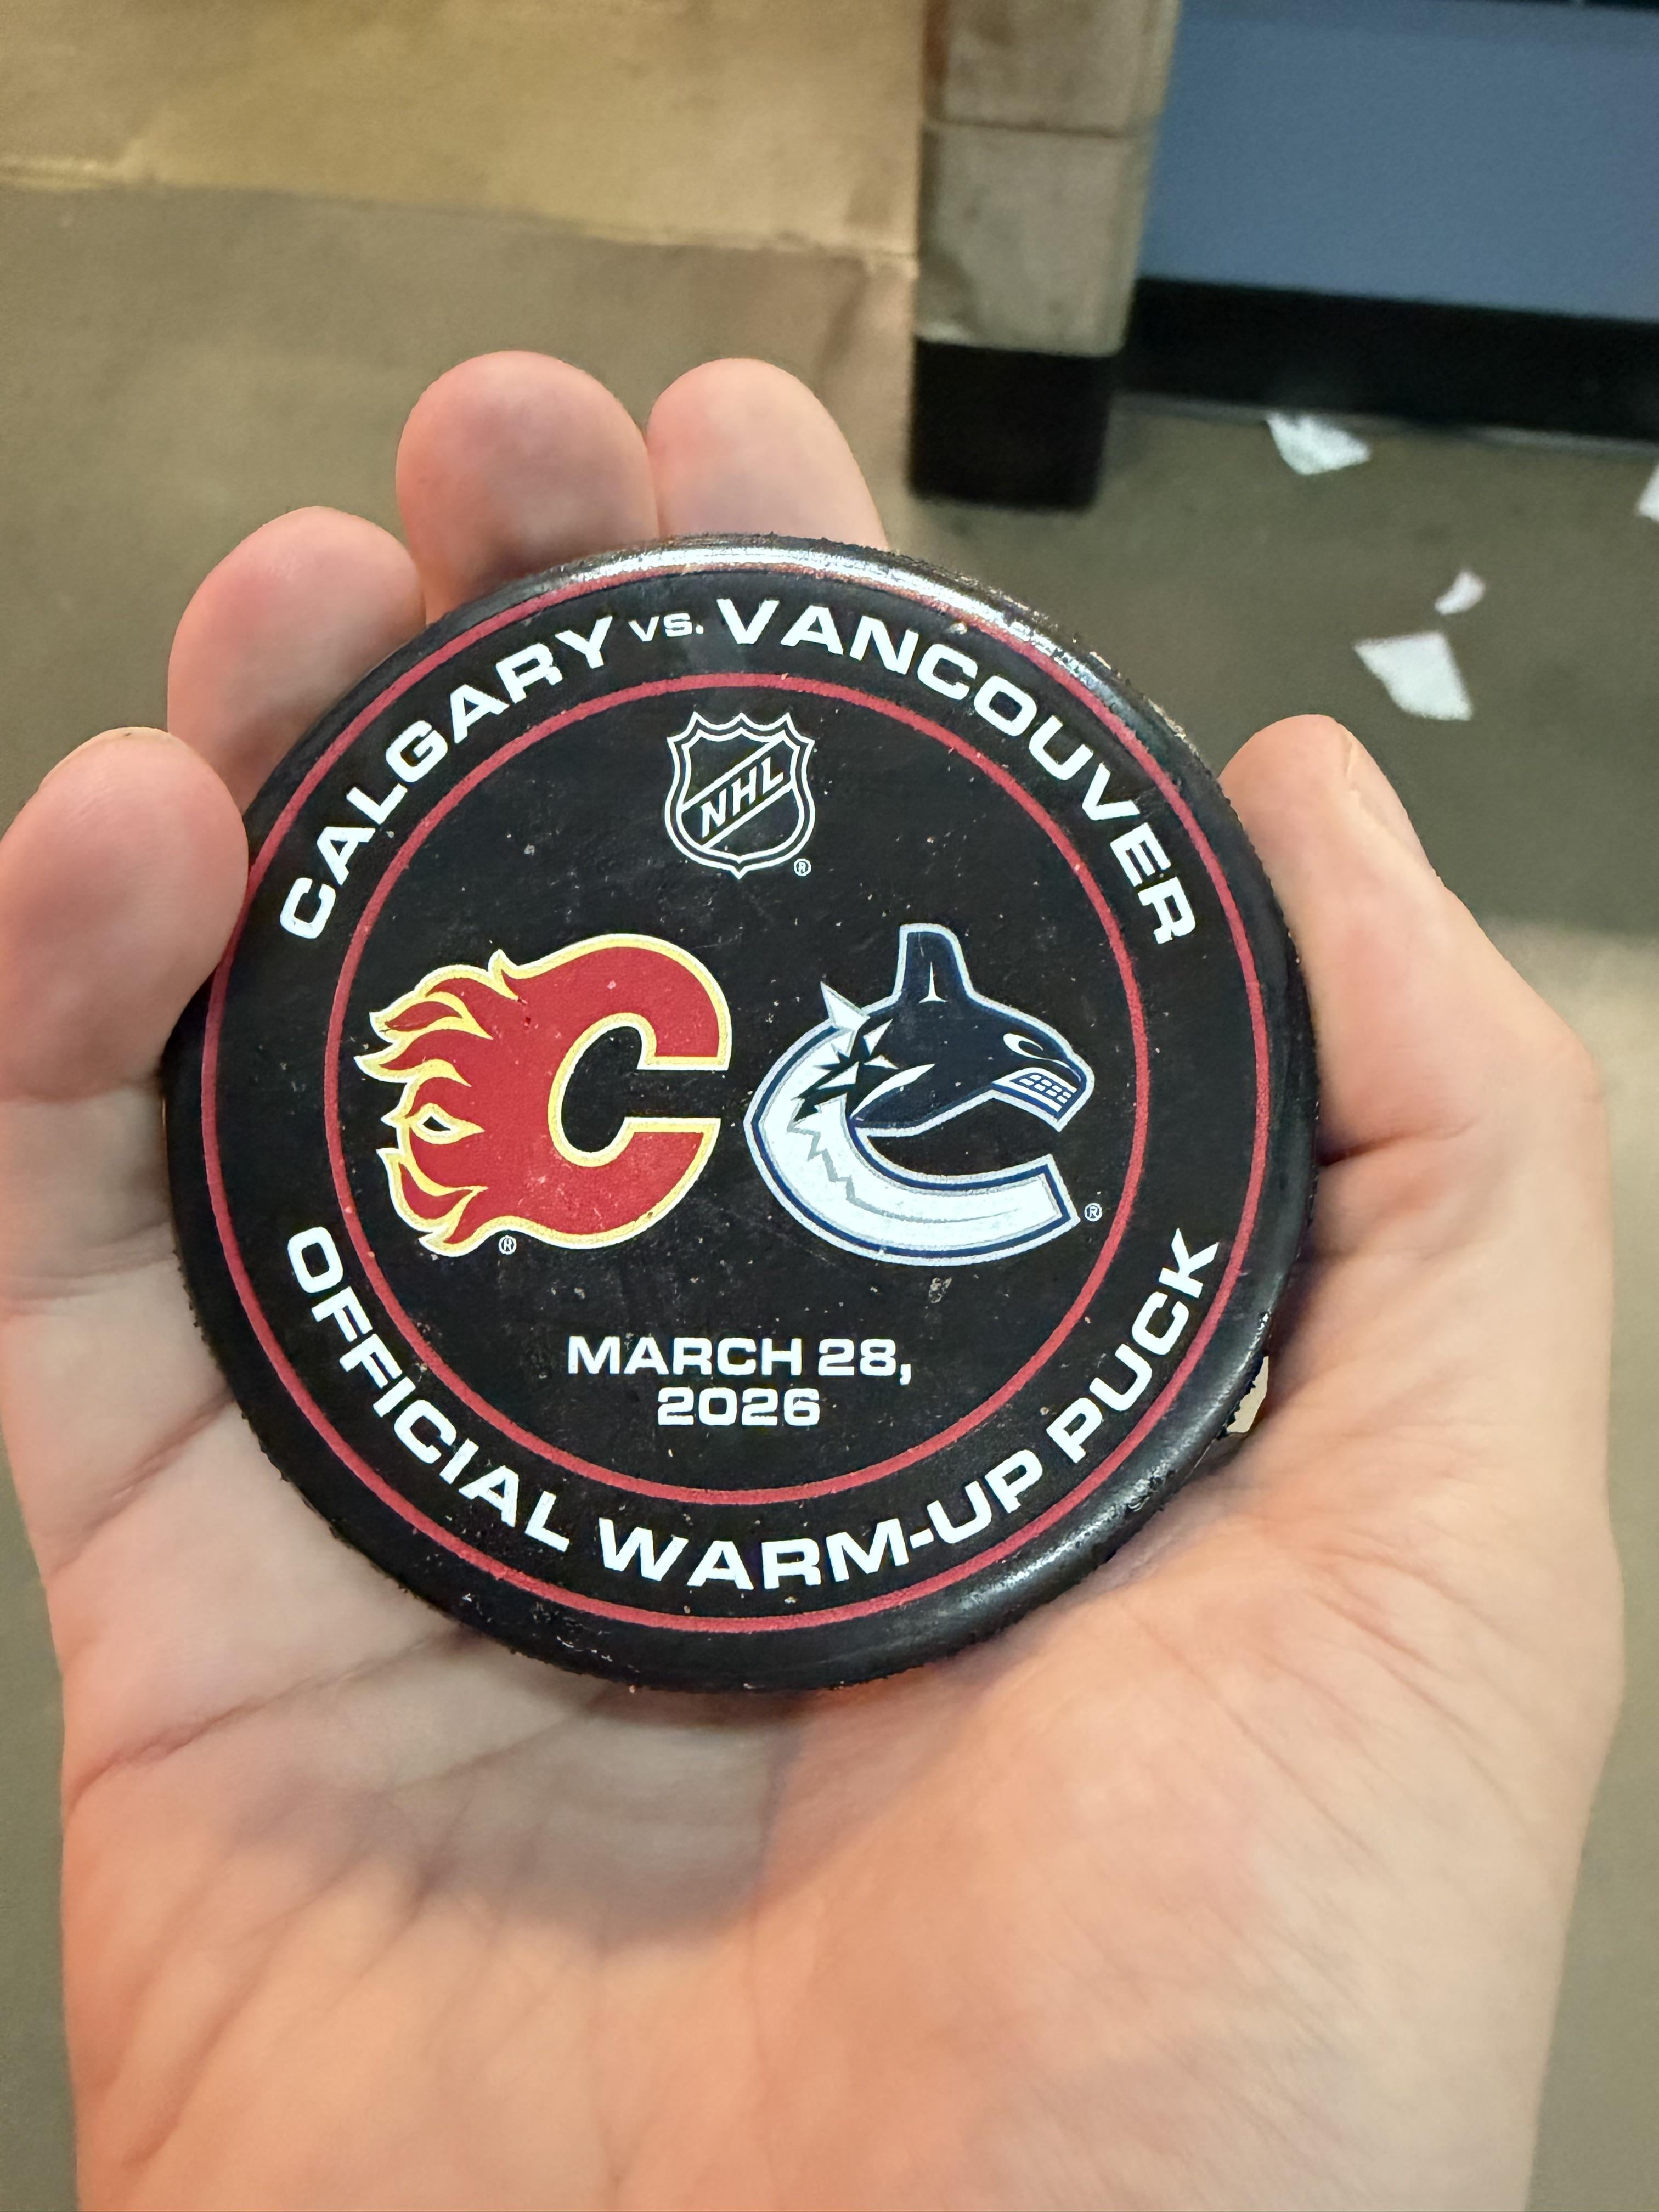 CALGARY VS. VANCOUVER
NHL
®
®
®
MARCH 28,
2026
OFFICIAL WARM-UP PUCK